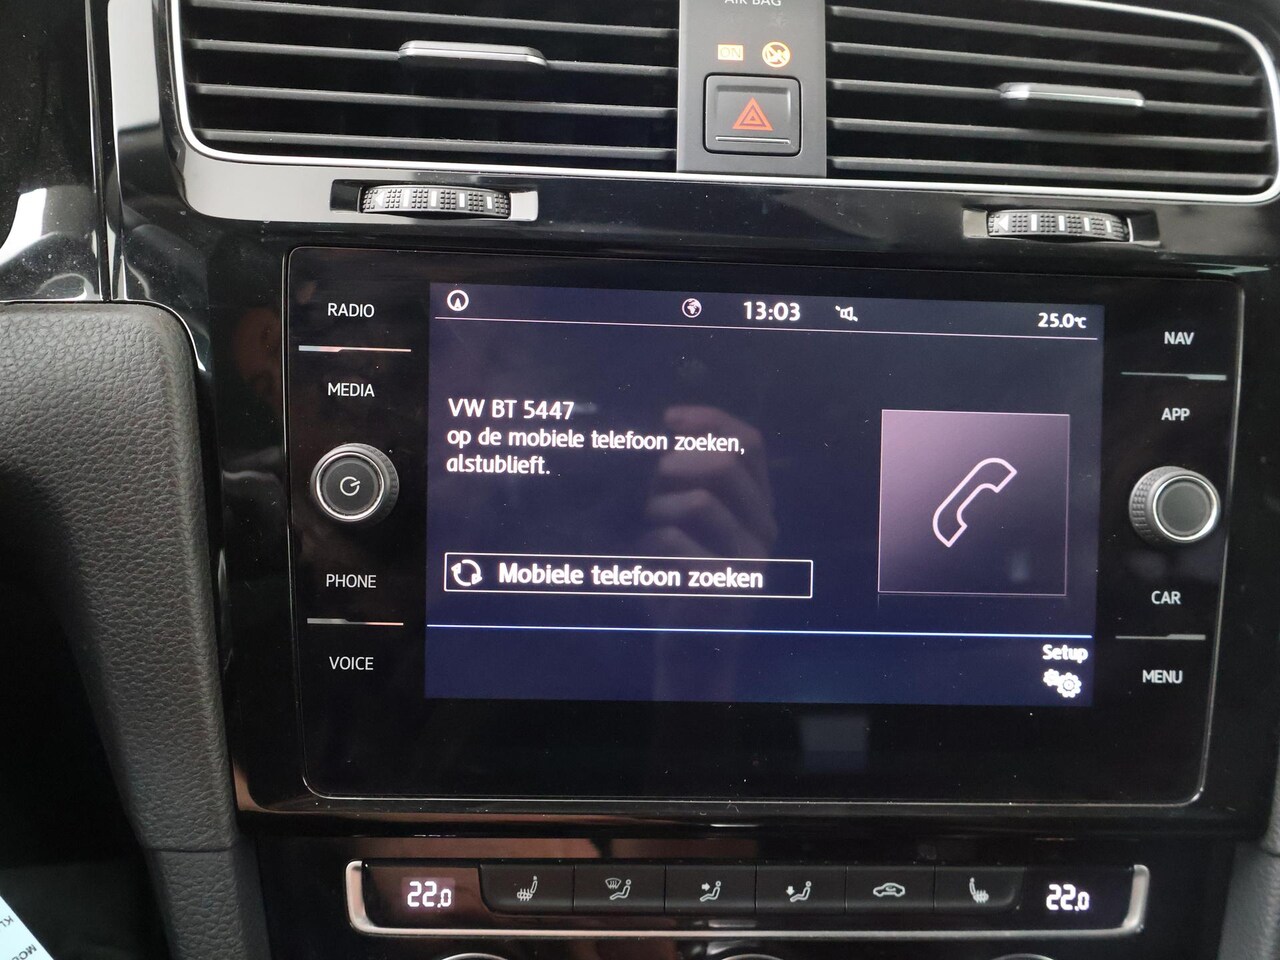 AIR BAG
ON
RADIO
MEDIA
PHONE
VOICE
13:03
25.0°C
VW BT 5447
op de mobiele telefoon zoeken,
alstublieft.
Mobiele telefoon zoeken
Setup
NAV
APP
CAR
MENU
22.0
22.0